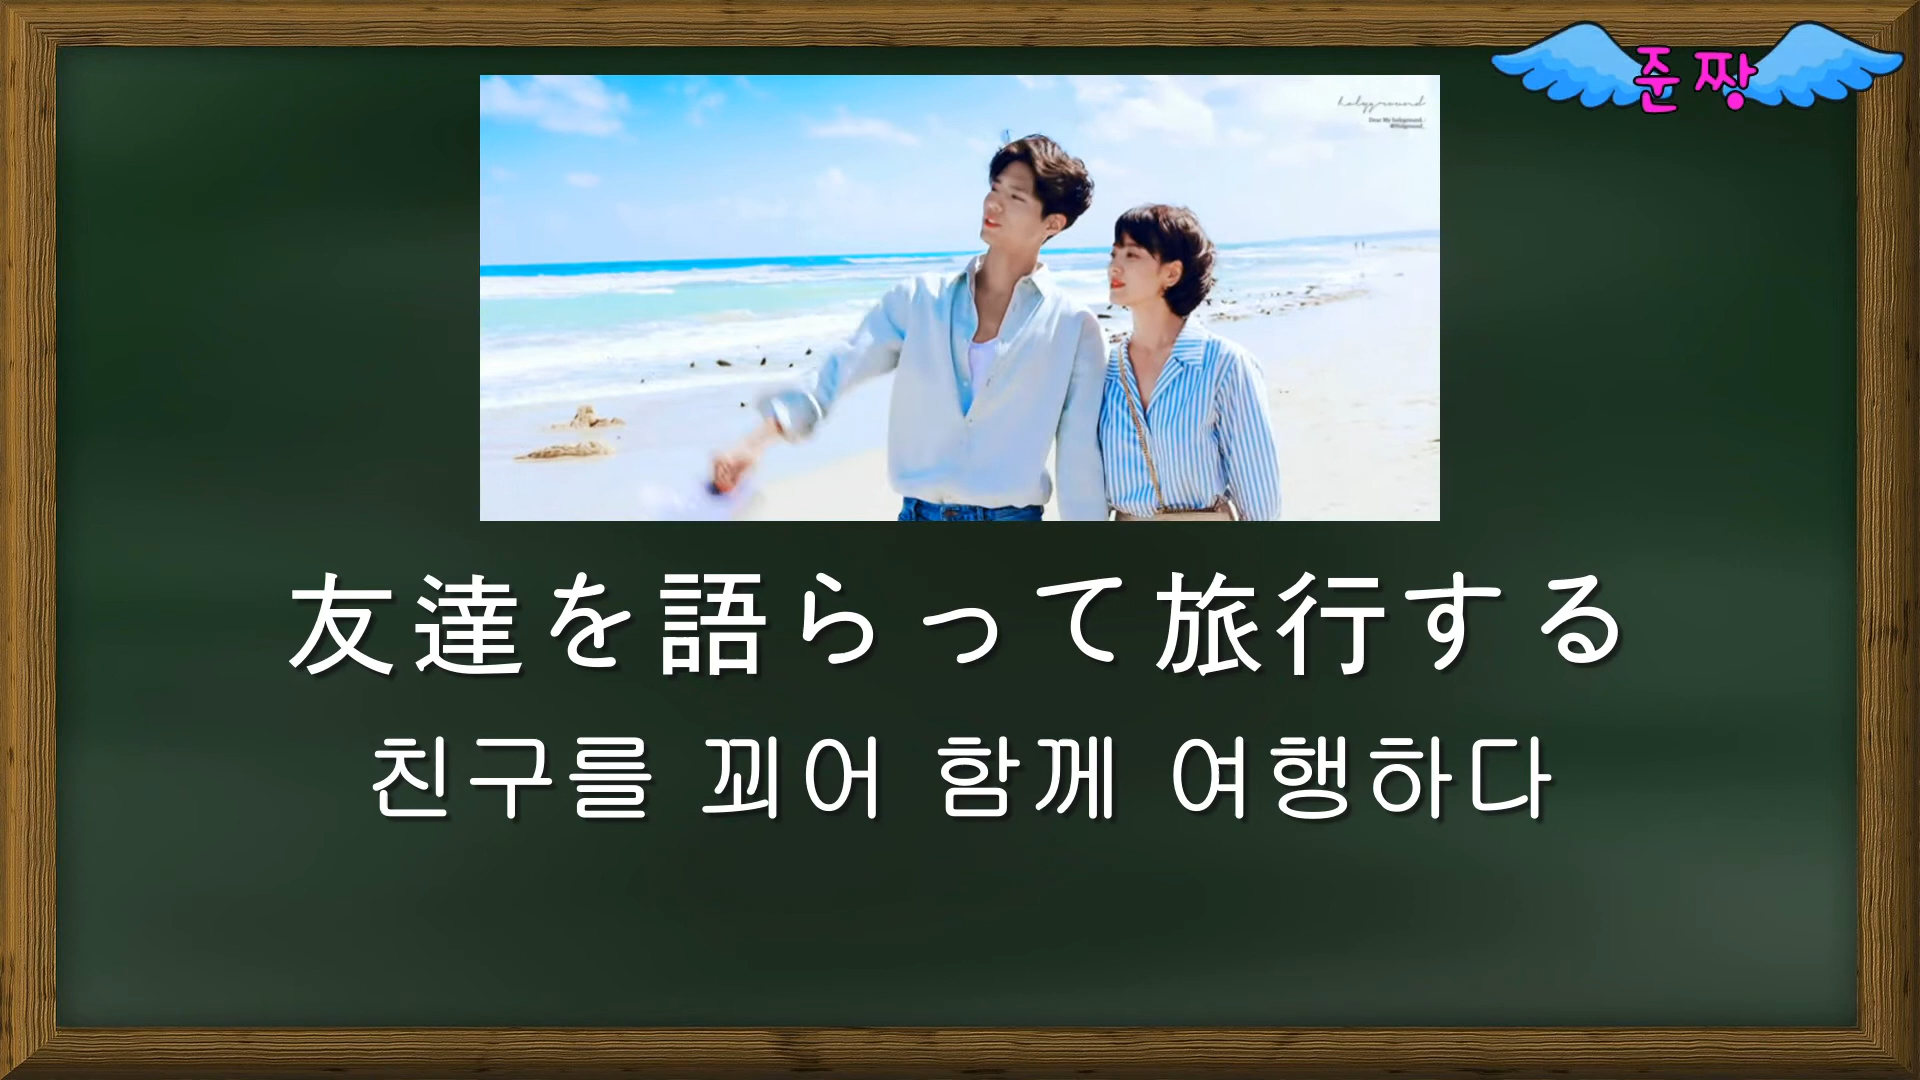 준짱
holyground
友達を語らって旅行する
친구를 꾀어 함께 여행하다